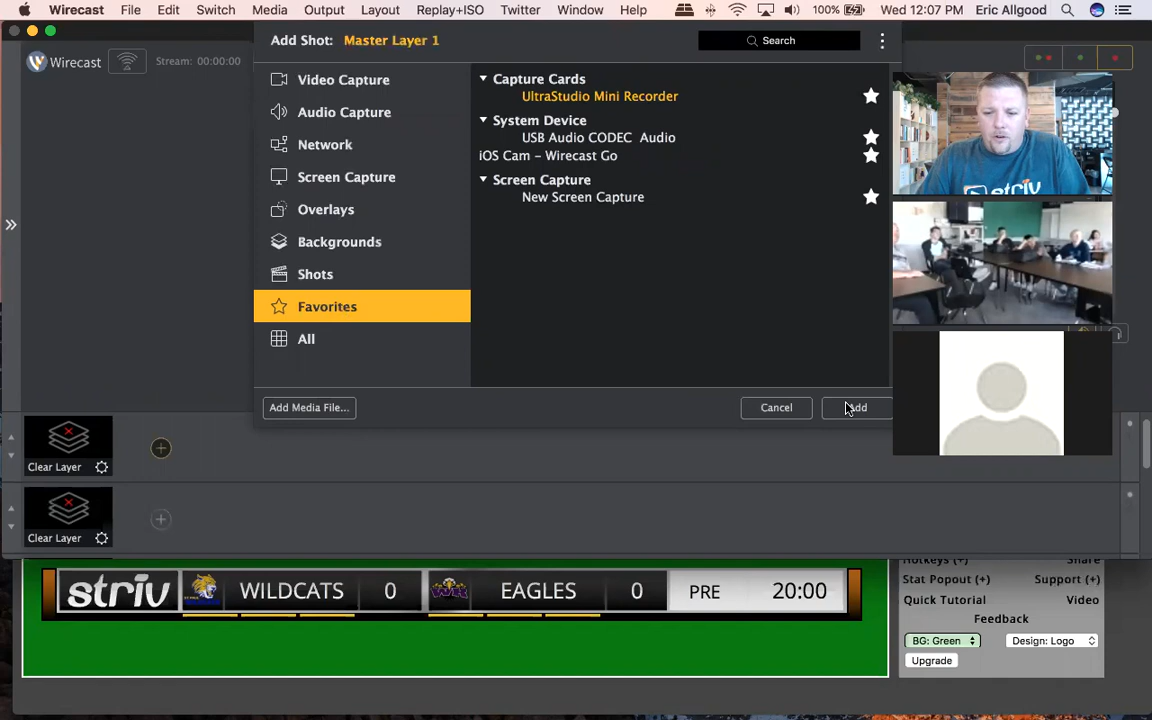 Wirecast File Edit Switch Media Output Layout Replay+ISO Twitter Window Help 100% Wed 12:07 PM Eric Allgood
Wirecast Stream: 00:00:00
Add Shot: Master Layer 1 Search
Video Capture
Audio Capture
Network
Screen Capture
Overlays
Backgrounds
Shots
Favorites
All
Capture Cards
UltraStudio Mini Recorder
System Device
USB Audio CODEC Audio
iOS Cam – Wirecast Go
Screen Capture
New Screen Capture
striv
Add Media File... Cancel Add
Clear Layer
Clear Layer
striv WILDCATS 0 EAGLES 0 PRE 20:00
Hotkeys (+) Share
Stat Popout (+) Support (+)
Quick Tutorial Video
Feedback
BG: Green Design: Logo
Upgrade